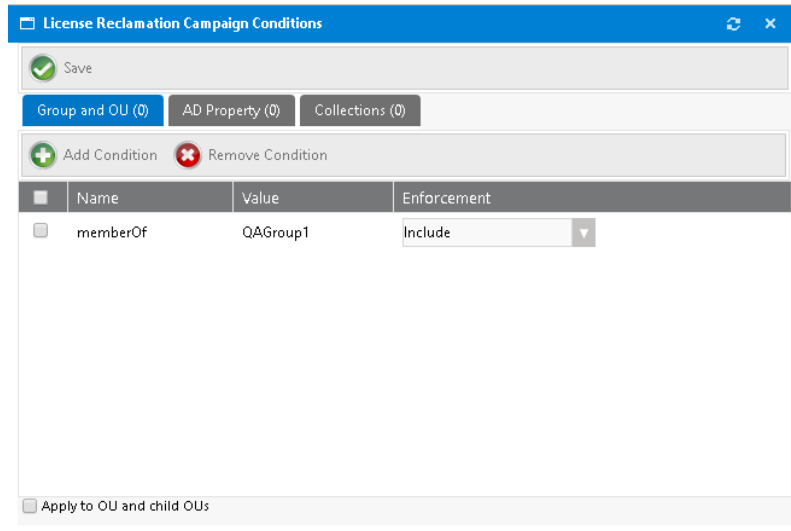 License Reclamation Campaign Conditions
Save
Group and OU (0) AD Property (0) Collections (0)
Add Condition Remove Condition
Name Value Enforcement
memberOf QAGroup1 Include
Apply to OU and child OUs